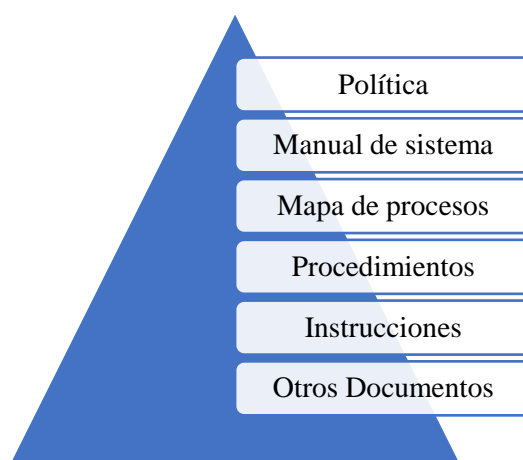 Política
Manual de sistema
Mapa de procesos
Procedimientos
Instrucciones
Otros Documentos